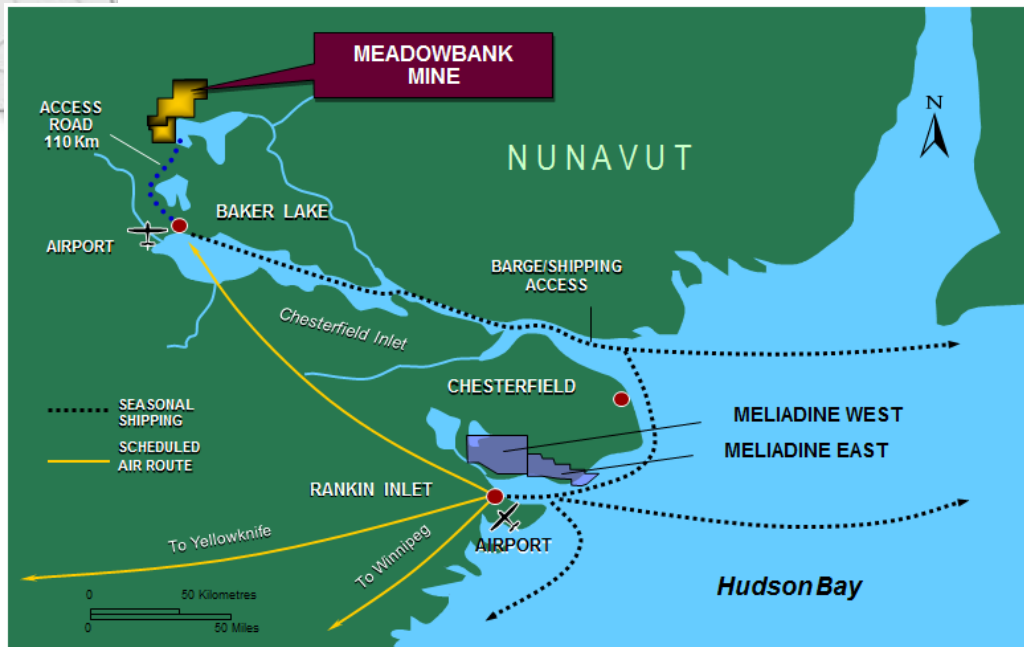 MEADOWBANK
MINE
ACCESS
ROAD
110 Km
N
NUNAVUT
BAKER LAKE
AIRPORT
BARGE/SHIPPING
ACCESS
Chesterfield Inlet
CHESTERFIELD
SEASONAL
SHIPPING
SCHEDULED
AIR ROUTE
MELIADINE WEST
MELIADINE EAST
RANKIN INLET
To Yellowknife
To Winnipeg
AIRPORT
Hudson Bay
0 50 Kilometres
0 50 Miles